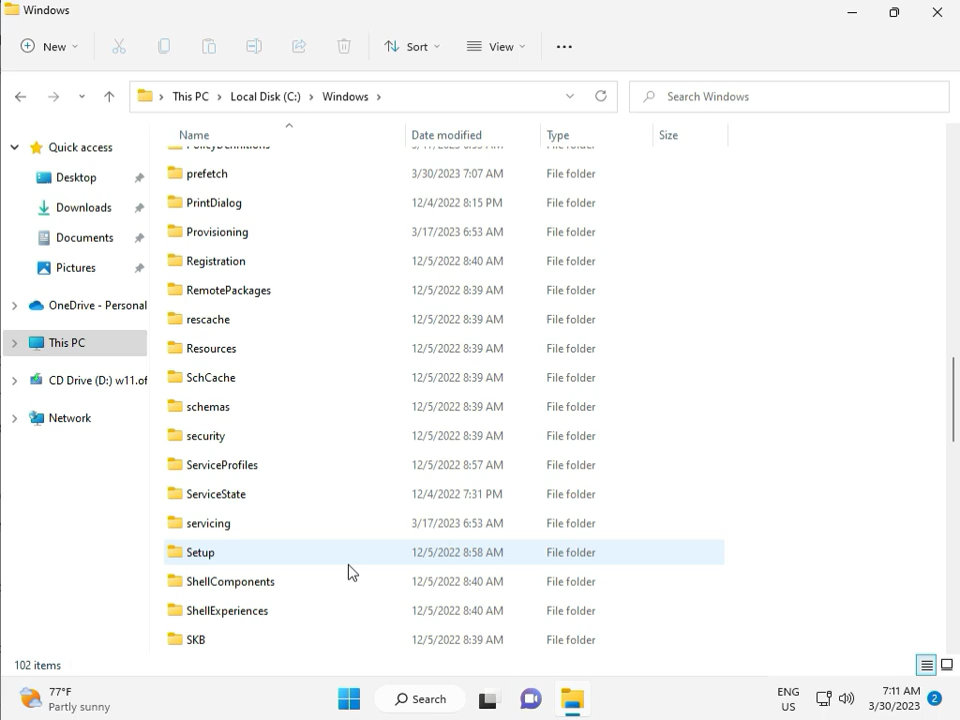 Windows
New
Sort
View
This PC
Local Disk (C:)
Windows
Search Windows
Name
Date modified
Type
Size
Quick access
Desktop
Downloads
Documents
Pictures
OneDrive - Personal
This PC
CD Drive (D:) w11.of
Network
prefetch 3/30/2023 7:07 AM File folder
PrintDialog 12/4/2022 8:15 PM File folder
Provisioning 3/17/2023 6:53 AM File folder
Registration 12/5/2022 8:40 AM File folder
RemotePackages 12/5/2022 8:39 AM File folder
rescache 12/5/2022 8:39 AM File folder
Resources 12/5/2022 8:39 AM File folder
SchCache 12/5/2022 8:39 AM File folder
schemas 12/5/2022 8:39 AM File folder
security 12/5/2022 8:39 AM File folder
ServiceProfiles 12/5/2022 8:57 AM File folder
ServiceState 12/4/2022 7:31 PM File folder
servicing 3/17/2023 6:53 AM File folder
Setup 12/5/2022 8:58 AM File folder
ShellComponents 12/5/2022 8:40 AM File folder
ShellExperiences 12/5/2022 8:40 AM File folder
SKB 12/5/2022 8:39 AM File folder
102 items
77°F
Partly sunny
Search
ENG
US
7:11 AM
3/30/2023
2